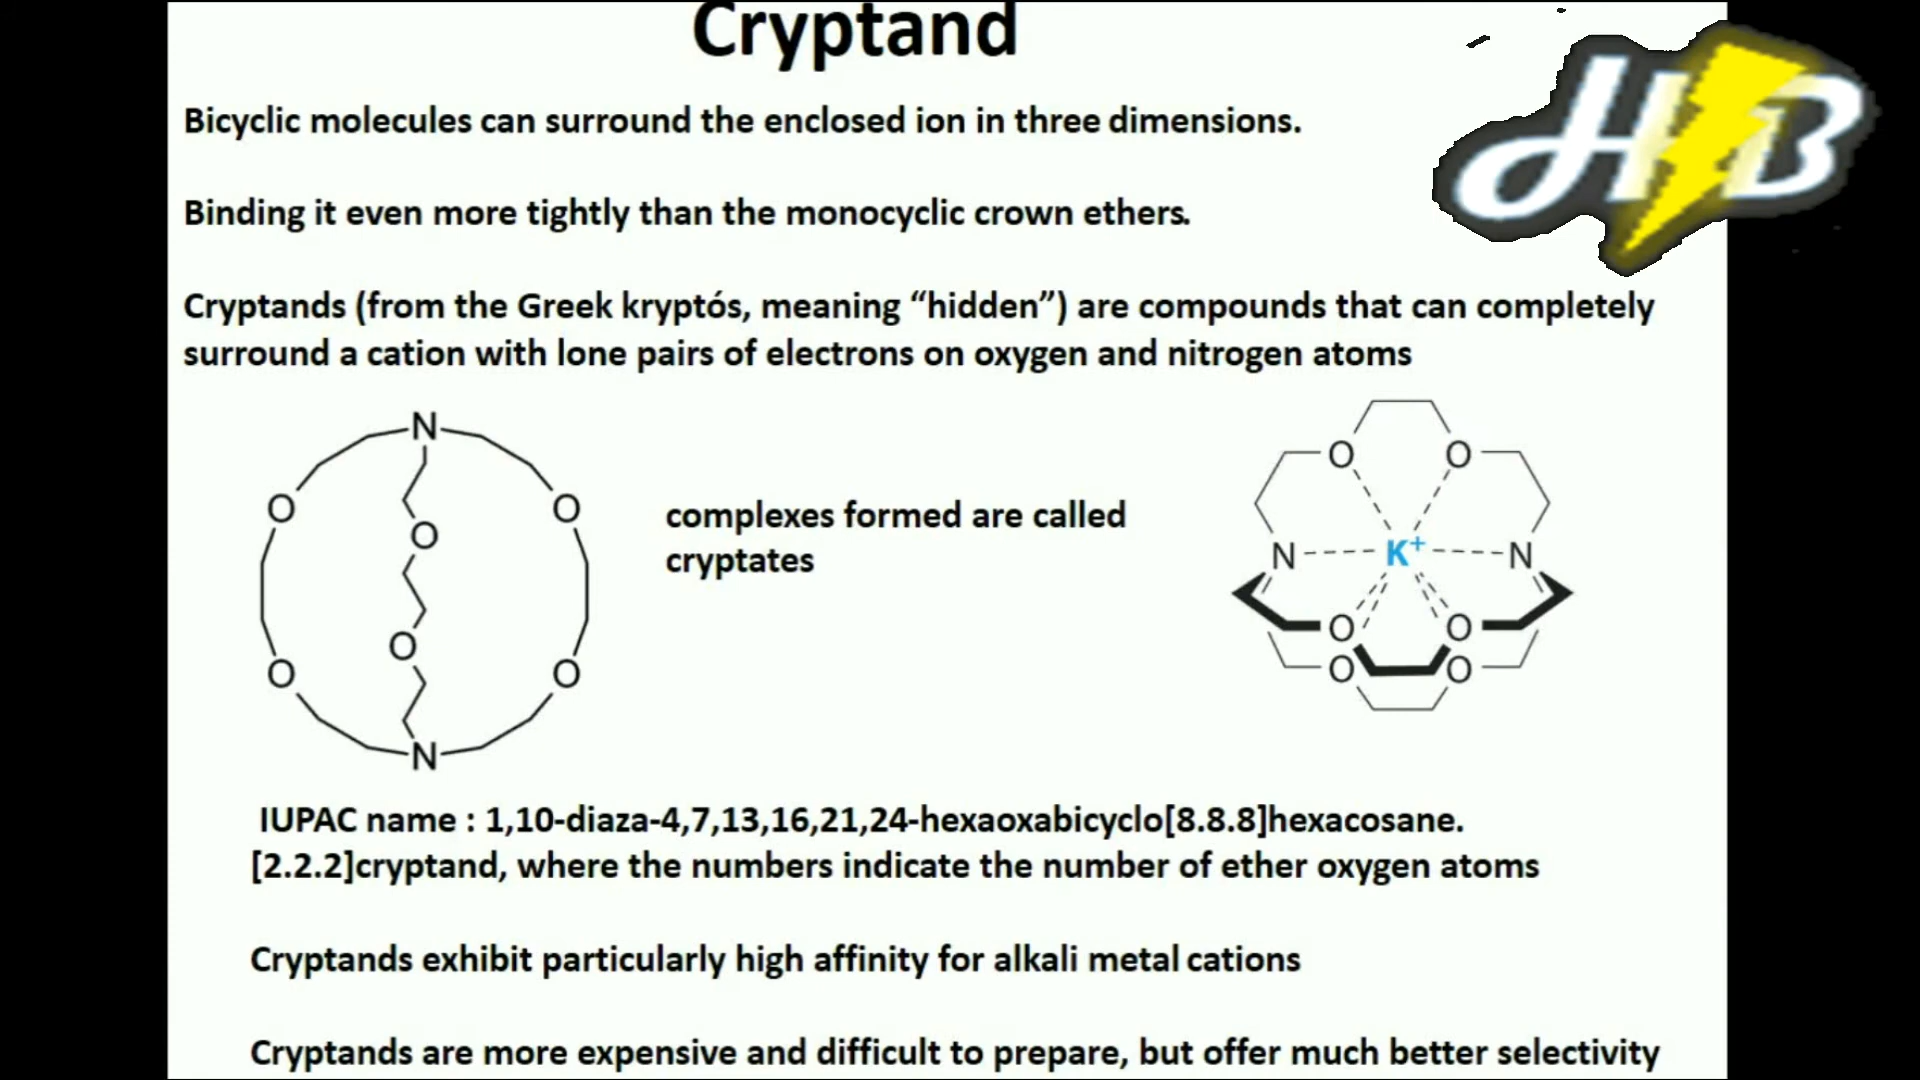 Cryptand
HB
Bicyclic molecules can surround the enclosed ion in three dimensions.
Binding it even more tightly than the monocyclic crown ethers.
Cryptands (from the Greek kryptós, meaning “hidden”) are compounds that can completely
surround a cation with lone pairs of electrons on oxygen and nitrogen atoms
N
O O
O
O
O O
N
complexes formed are called
cryptates
O O
N K+ N
O O
O O
IUPAC name : 1,10-diaza-4,7,13,16,21,24-hexaoxabicyclo[8.8.8]hexacosane.
[2.2.2]cryptand, where the numbers indicate the number of ether oxygen atoms
Cryptands exhibit particularly high affinity for alkali metal cations
Cryptands are more expensive and difficult to prepare, but offer much better selectivity